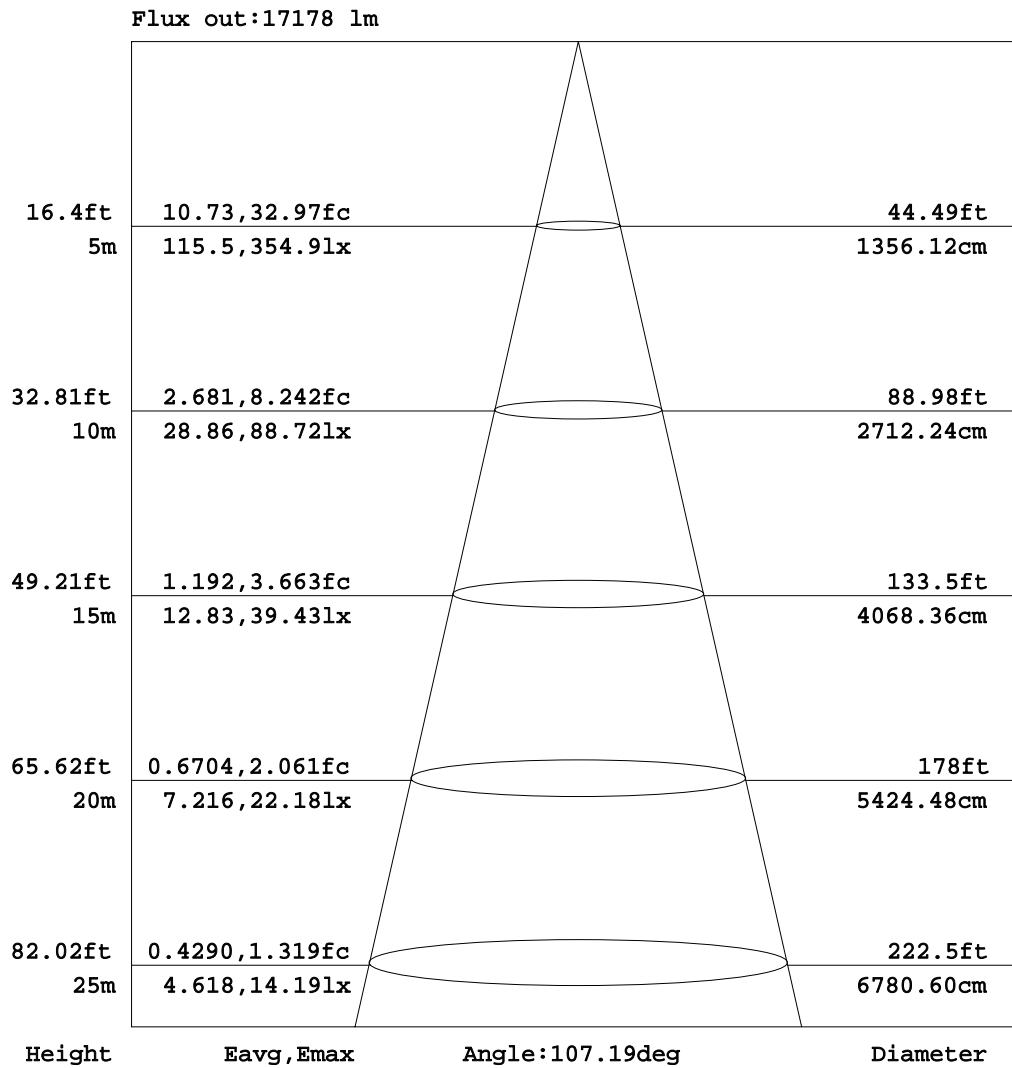 Flux out:17178 lm
16.4ft 10.73,32.97fc 44.49ft
5m 115.5,354.9lx 1356.12cm
32.81ft 2.681,8.242fc 88.98ft
10m 28.86,88.72lx 2712.24cm
49.21ft 1.192,3.663fc 133.5ft
15m 12.83,39.43lx 4068.36cm
65.62ft 0.6704,2.061fc 178ft
20m 7.216,22.18lx 5424.48cm
82.02ft 0.4290,1.319fc 222.5ft
25m 4.618,14.19lx 6780.60cm
Height Eavg,Emax Angle:107.19deg Diameter